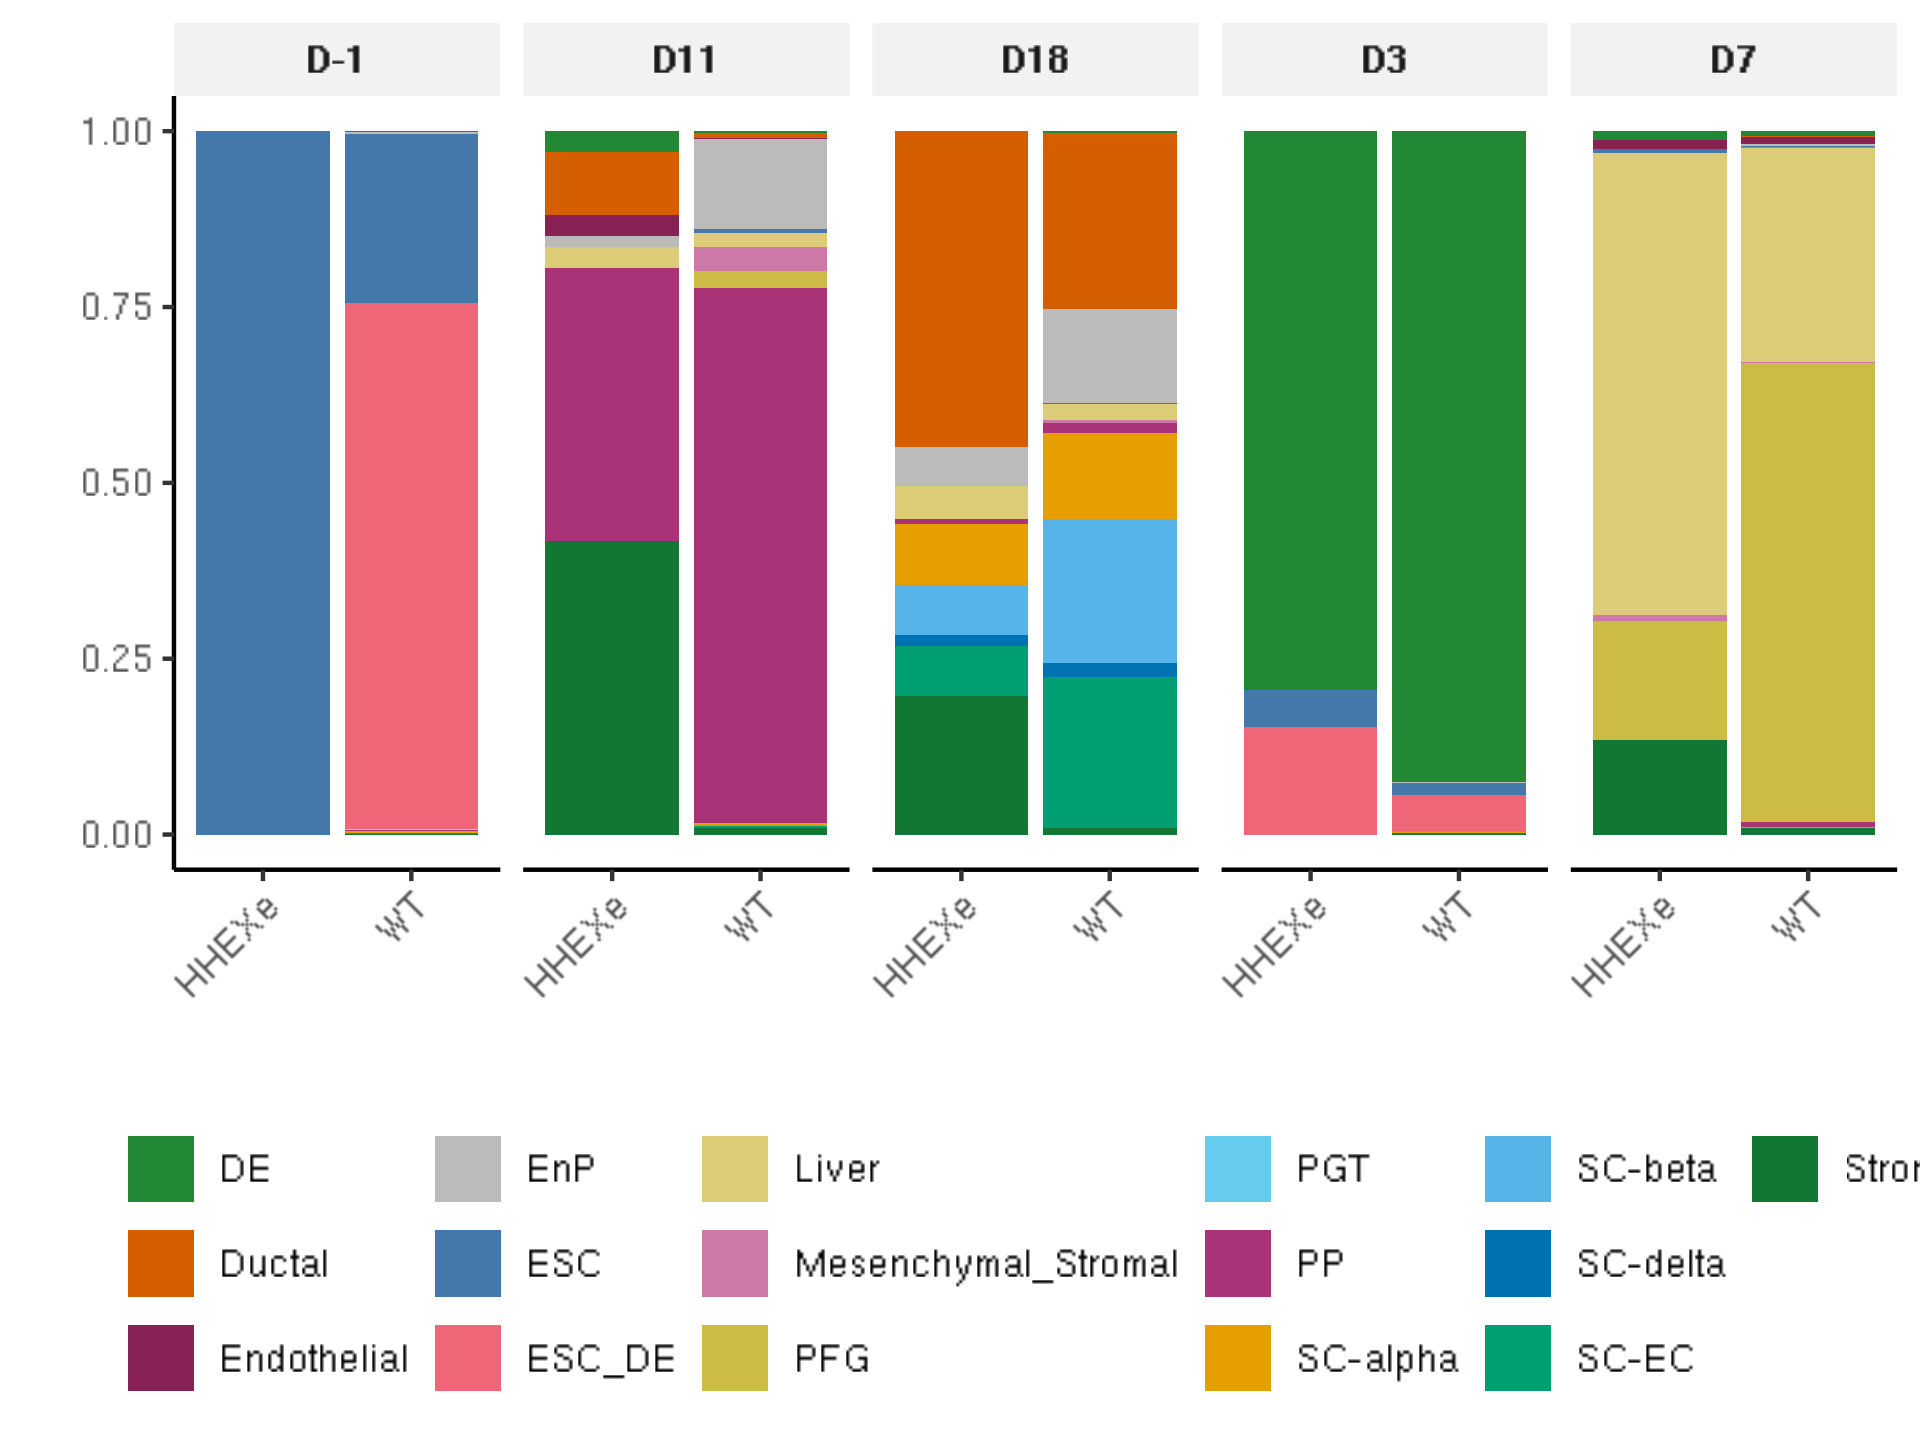 D-1 D11 D18 D3 D7
1.00
0.75
0.50
0.25
0.00
HHEXe WT HHEXe WT HHEXe WT HHEXe WT HHEXe WT
DE EnP Liver PGT SC-beta
Ductal ESC Mesenchymal_Stromal PP SC-delta
Endothelial ESC_DE PFG SC-alpha SC-EC